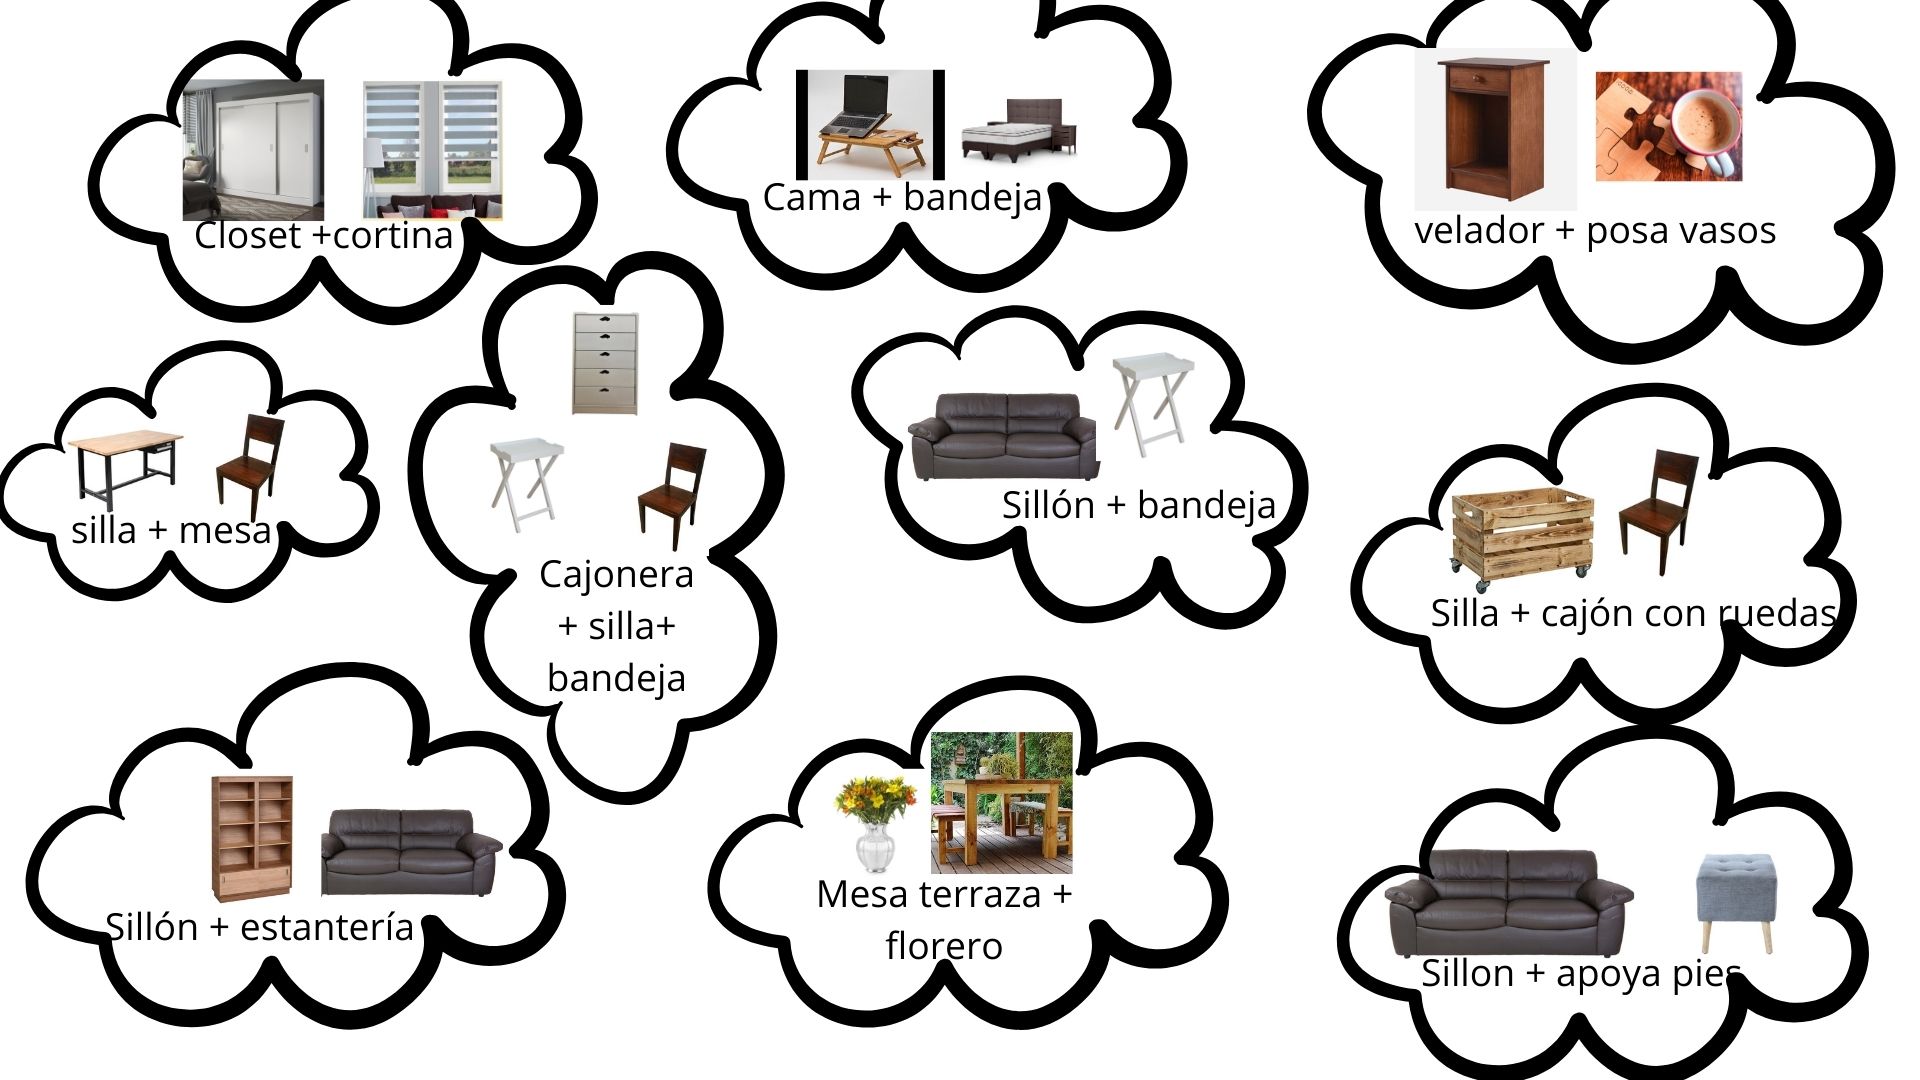 Closet +cortina
Cama + bandeja
velador + posa vasos
silla + mesa
Cajonera
+ silla+
bandeja
Sillón + bandeja
Silla + cajón con ruedas
Sillón + estantería
Mesa terraza +
florero
Sillon + apoya pies